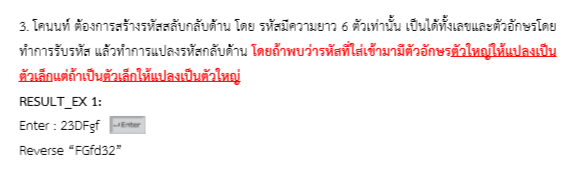 3. โคนนท์ ต้องการสร้างรหัสสลับกลับด้าน โดย รหัสมีความยาว 6 ตัวเท่านั้น เป็นได้ทั้งเลขและตัวอักษรโดย
ทำการรับรหัส แล้วทำการแปลงรหัสกลับด้าน โดยถ้าพบว่ารหัสที่ใส่เข้ามามีตัวอักษรตัวใหญ่ให้แปลงเป็น
ตัวเล็กแต่ถ้าเป็นตัวเล็กให้แปลงเป็นตัวใหญ่
RESULT_EX 1:
Enter : 23DFgf Enter
Reverse “FGfd32”